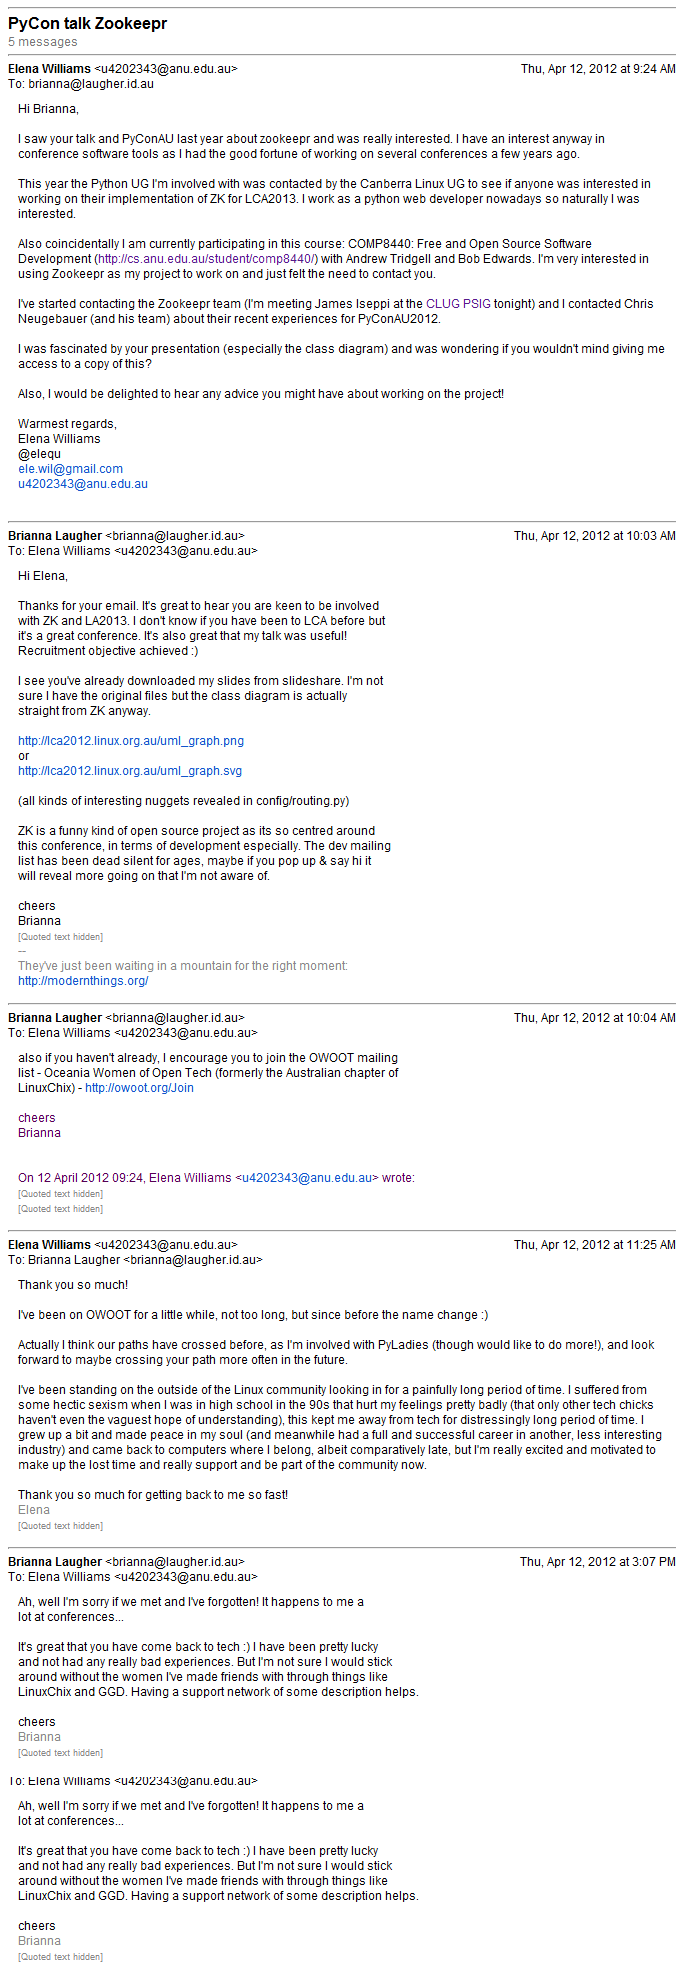 PyCon talk Zookeepr
5 messages
Elena Williams <u4202343@anu.edu.au> Thu, Apr 12, 2012 at 9:24 AM
To: brianna@laugher.id.au
Hi Brianna,
I saw your talk and PyConAU last year about zookeepr and was really interested. I have an interest anyway in
conference software tools as I had the good fortune of working on several conferences a few years ago.
This year the Python UG I'm involved with was contacted by the Canberra Linux UG to see if anyone was interested in
working on their implementation of ZK for LCA2013. I work as a python web developer nowadays so naturally I was
interested.
Also coincidentally I am currently participating in this course: COMP8440: Free and Open Source Software
Development (http://cs.anu.edu.au/student/comp8440/) with Andrew Tridgell and Bob Edwards. I'm very interested in
using Zookeepr as my project to work on and just felt the need to contact you.
I've started contacting the Zookeepr team (I'm meeting James Iseppi at the CLUG PSIG tonight) and I contacted Chris
Neugebauer (and his team) about their recent experiences for PyConAU2012.
I was fascinated by your presentation (especially the class diagram) and was wondering if you wouldn't mind giving me
access to a copy of this?
Also, I would be delighted to hear any advice you might have about working on the project!
Warmest regards,
Elena Williams
@elequ
ele.wil@gmail.com
u4202343@anu.edu.au
Brianna Laugher <brianna@laugher.id.au> Thu, Apr 12, 2012 at 10:03 AM
To: Elena Williams <u4202343@anu.edu.au>
Hi Elena,
Thanks for your email. It's great to hear you are keen to be involved
with ZK and LA2013. I don't know if you have been to LCA before but
it's a great conference. It's also great that my talk was useful!
Recruitment objective achieved :)
I see you've already downloaded my slides from slideshare. I'm not
sure I have the original files but the class diagram is actually
straight from ZK anyway.
http://lca2012.linux.org.au/uml_graph.png
or
http://lca2012.linux.org.au/uml_graph.svg
(all kinds of interesting nuggets revealed in config/routing.py)
ZK is a funny kind of open source project as its so centred around
this conference, in terms of development especially. The dev mailing
list has been dead silent for ages, maybe if you pop up & say hi it
will reveal more going on that I'm not aware of.
cheers
Brianna
[Quoted text hidden]
--
They've just been waiting in a mountain for the right moment:
http://modernthings.org/
Brianna Laugher <brianna@laugher.id.au> Thu, Apr 12, 2012 at 10:04 AM
To: Elena Williams <u4202343@anu.edu.au>
also if you haven't already, I encourage you to join the OWOOT mailing
list - Oceania Women of Open Tech (formerly the Australian chapter of
LinuxChix) - http://owoot.org/Join
cheers
Brianna
On 12 April 2012 09:24, Elena Williams <u4202343@anu.edu.au> wrote:
[Quoted text hidden]
[Quoted text hidden]
Elena Williams <u4202343@anu.edu.au> Thu, Apr 12, 2012 at 11:25 AM
To: Brianna Laugher <brianna@laugher.id.au>
Thank you so much!
I've been on OWOOT for a little while, not too long, but since before the name change :)
Actually I think our paths have crossed before, as I'm involved with PyLadies (though would like to do more!), and look
forward to maybe crossing your path more often in the future.
I've been standing on the outside of the Linux community looking in for a painfully long period of time. I suffered from
some hectic sexism when I was in high school in the 90s that hurt my feelings pretty badly (that only other tech chicks
haven't even the vaguest hope of understanding), this kept me away from tech for distressingly long period of time. I
grew up a bit and made peace in my soul (and meanwhile had a full and successful career in another, less interesting
industry) and came back to computers where I belong, albeit comparatively late, but I'm really excited and motivated to
make up the lost time and really support and be part of the community now.
Thank you so much for getting back to me so fast!
Elena
[Quoted text hidden]
Brianna Laugher <brianna@laugher.id.au> Thu, Apr 12, 2012 at 3:07 PM
To: Elena Williams <u4202343@anu.edu.au>
Ah, well I'm sorry if we met and I've forgotten! It happens to me a
lot at conferences...
It's great that you have come back to tech :) I have been pretty lucky
and not had any really bad experiences. But I'm not sure I would stick
around without the women I've made friends with through things like
LinuxChix and GGD. Having a support network of some description helps.
cheers
Brianna
[Quoted text hidden]
To: Elena Williams <u4202343@anu.edu.au>
Ah, well I'm sorry if we met and I've forgotten! It happens to me a
lot at conferences...
It's great that you have come back to tech :) I have been pretty lucky
and not had any really bad experiences. But I'm not sure I would stick
around without the women I've made friends with through things like
LinuxChix and GGD. Having a support network of some description helps.
cheers
Brianna
[Quoted text hidden]